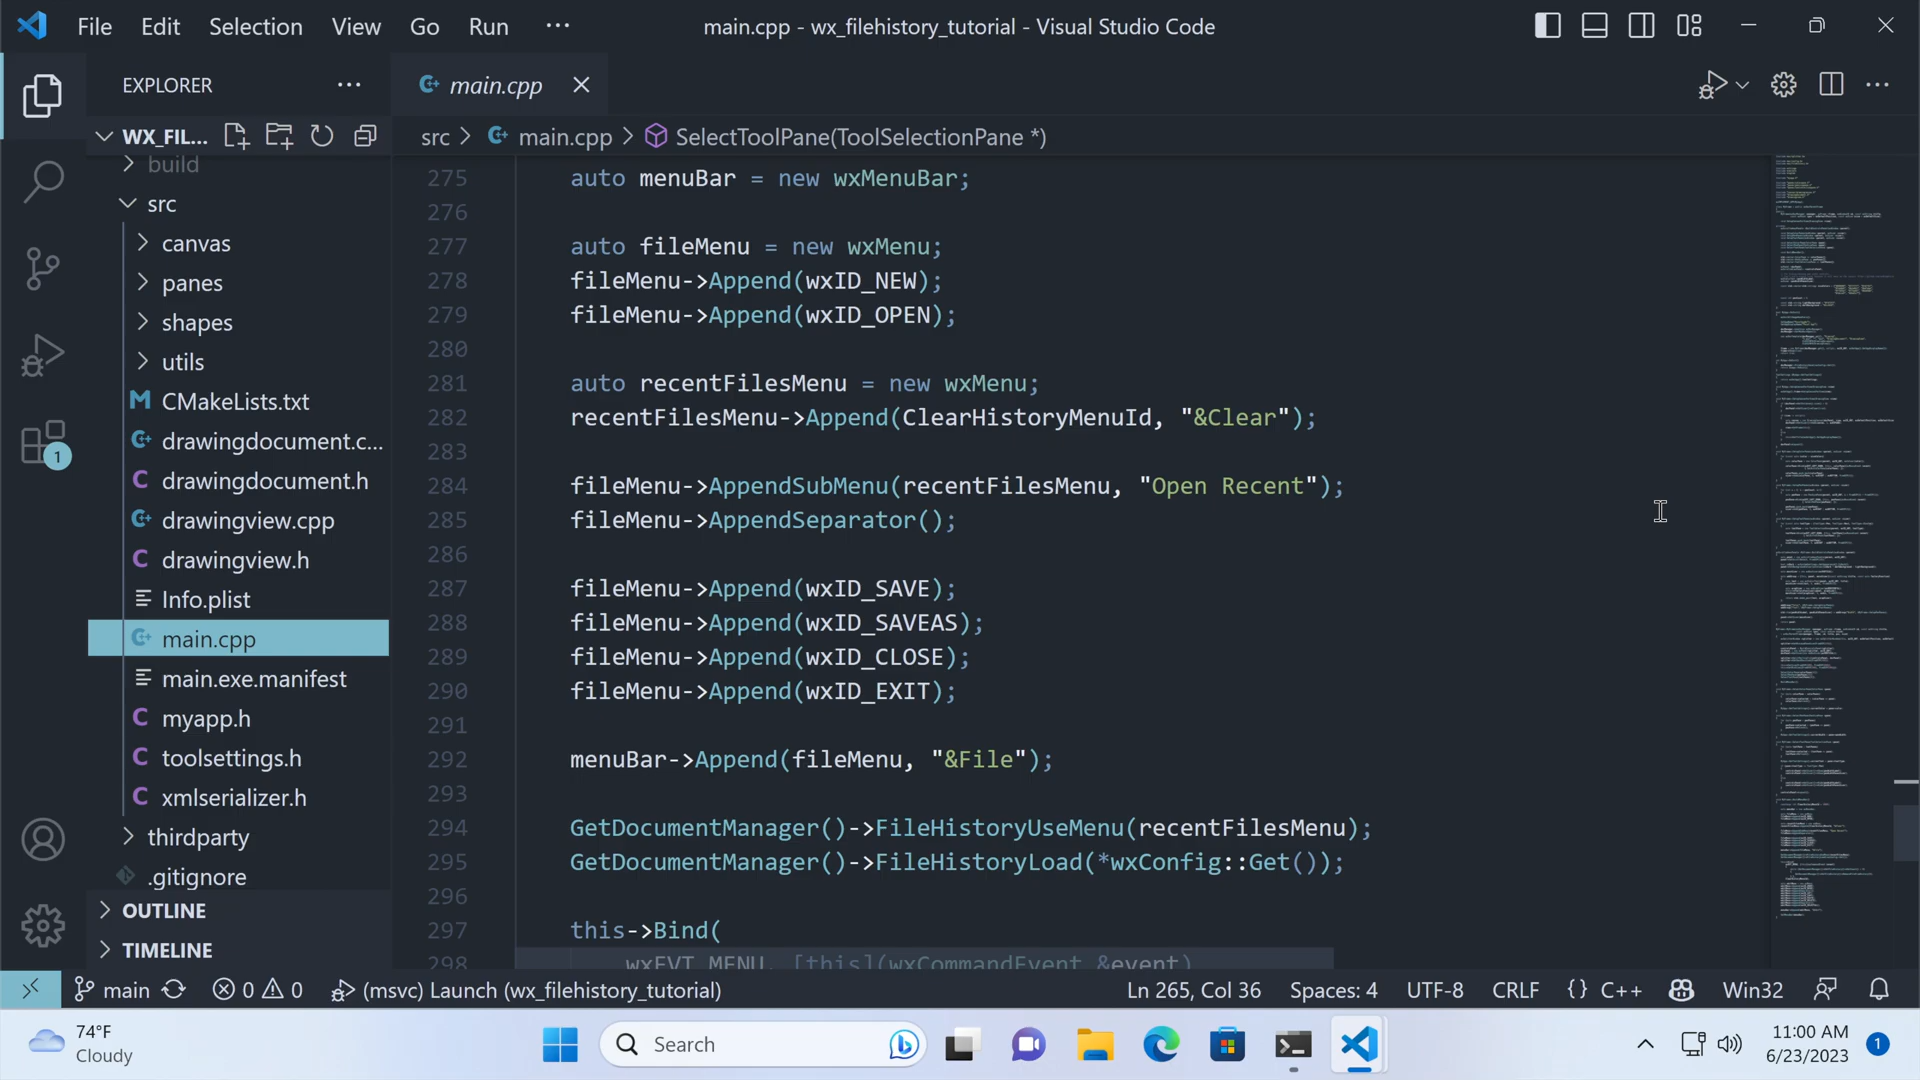 File Edit Selection View Go Run ··· main.cpp - wx_filehistory_tutorial - Visual Studio Code
EXPLORER ···
main.cpp
WX_FIL...
src > main.cpp > SelectToolPane(ToolSelectionPane *)
build
src
canvas
panes
shapes
utils
CMakeLists.txt
drawingdocument.c...
drawingdocument.h
drawingview.cpp
drawingview.h
Info.plist
main.cpp
main.exe.manifest
myapp.h
toolsettings.h
xmlserializer.h
thirdparty
.gitignore
OUTLINE
TIMELINE
1
275 auto menuBar = new wxMenuBar;
276
277 auto fileMenu = new wxMenu;
278 fileMenu->Append(wxID_NEW);
279 fileMenu->Append(wxID_OPEN);
280
281 auto recentFilesMenu = new wxMenu;
282 recentFilesMenu->Append(ClearHistoryMenuId, "&Clear");
283
284 fileMenu->AppendSubMenu(recentFilesMenu, "Open Recent");
285 fileMenu->AppendSeparator();
286
287 fileMenu->Append(wxID_SAVE);
288 fileMenu->Append(wxID_SAVEAS);
289 fileMenu->Append(wxID_CLOSE);
290 fileMenu->Append(wxID_EXIT);
291
292 menuBar->Append(fileMenu, "&File");
293
294 GetDocumentManager()->FileHistoryUseMenu(recentFilesMenu);
295 GetDocumentManager()->FileHistoryLoad(*wxConfig::Get());
296
297 this->Bind(
298 wxEVT_MENU, [this](wxCommandEvent &event)
main 0 0 (msvc) Launch (wx_filehistory_tutorial) Ln 265, Col 36 Spaces: 4 UTF-8 CRLF {} C++ Win32
74°F
Cloudy
Search
11:00 AM
6/23/2023
1